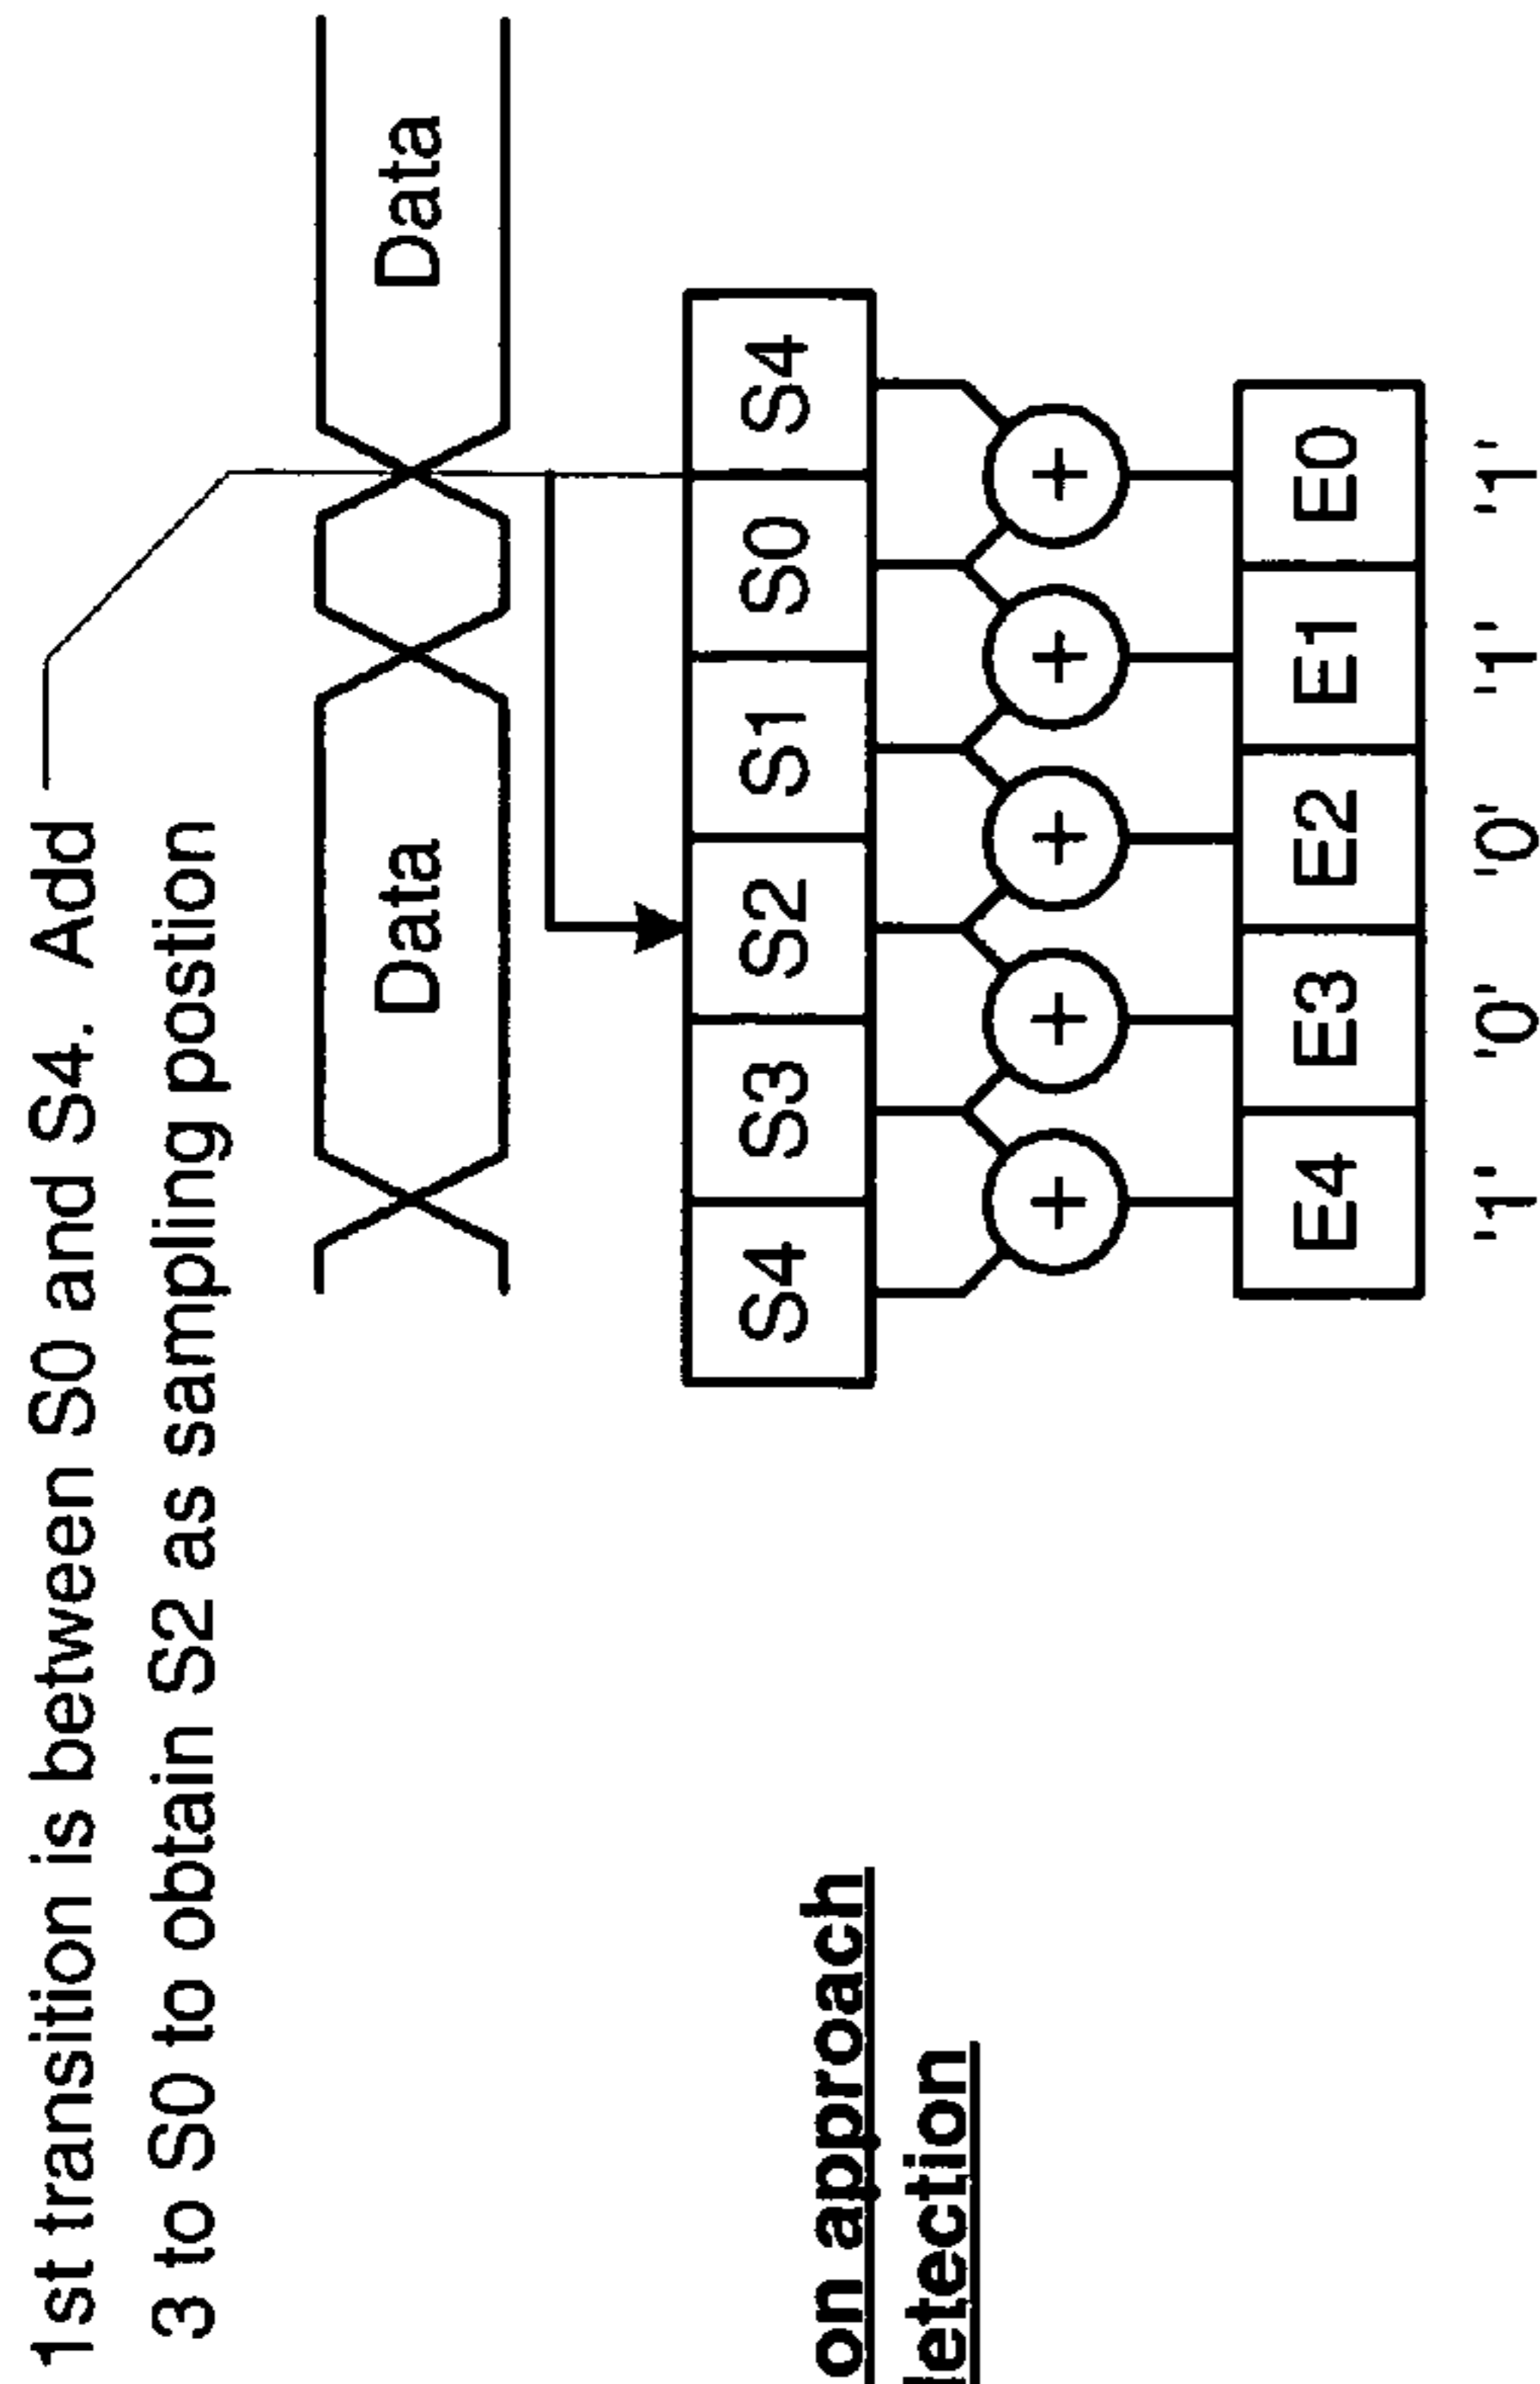 1st transition is between S0 and S4. Add
3 to S0 to obtain S2 as sampling postion
Data Data
S4 S3 S2 S1 S0 S4
+ + + + +
E4 E3 E2 E1 E0
'1' '0' '0' '1' '1'
on approach